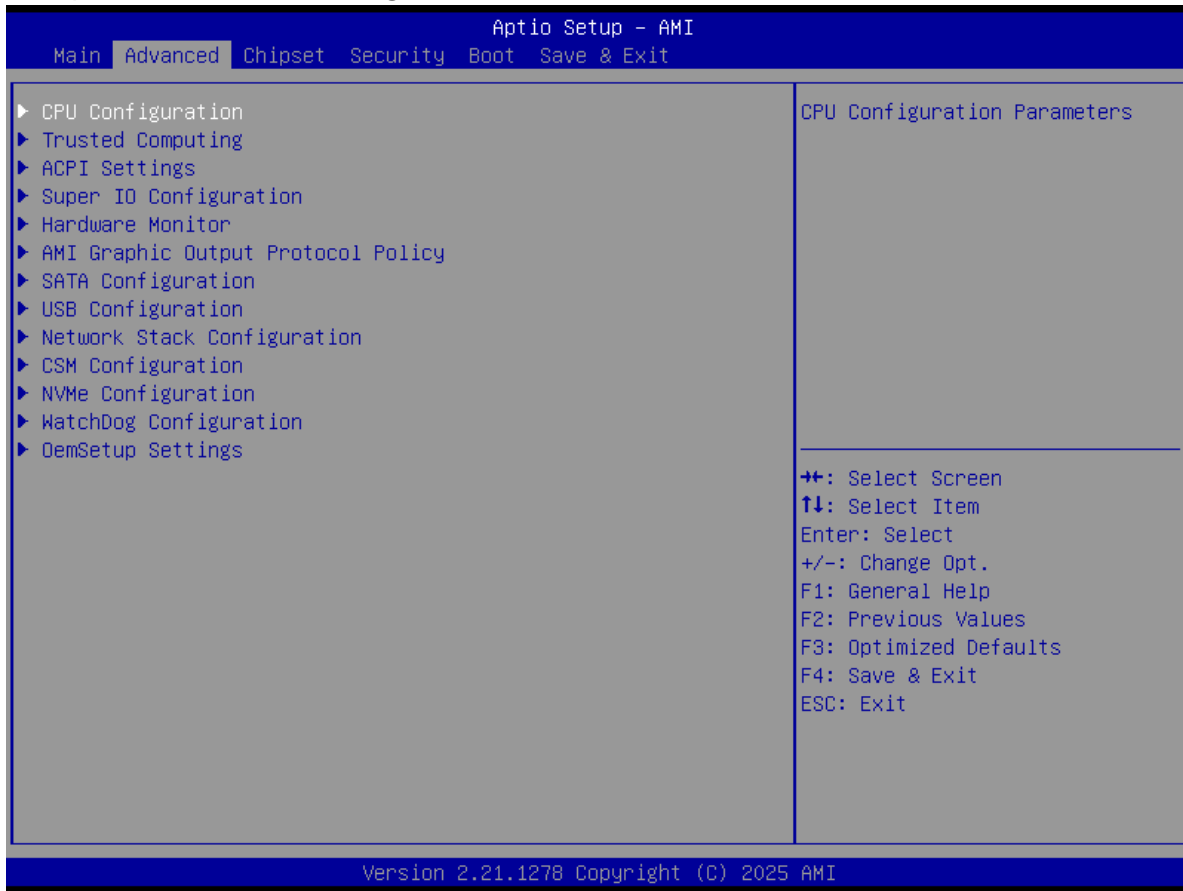 Aptio Setup – AMI
Main Advanced Chipset Security Boot Save & Exit
▶ CPU Configuration
▶ Trusted Computing
▶ ACPI Settings
▶ Super IO Configuration
▶ Hardware Monitor
▶ AMI Graphic Output Protocol Policy
▶ SATA Configuration
▶ USB Configuration
▶ Network Stack Configuration
▶ CSM Configuration
▶ NVMe Configuration
▶ WatchDog Configuration
▶ OemSetup Settings
CPU Configuration Parameters
→←: Select Screen
↑↓: Select Item
Enter: Select
+/-: Change Opt.
F1: General Help
F2: Previous Values
F3: Optimized Defaults
F4: Save & Exit
ESC: Exit
Version 2.21.1278 Copyright (C) 2025 AMI